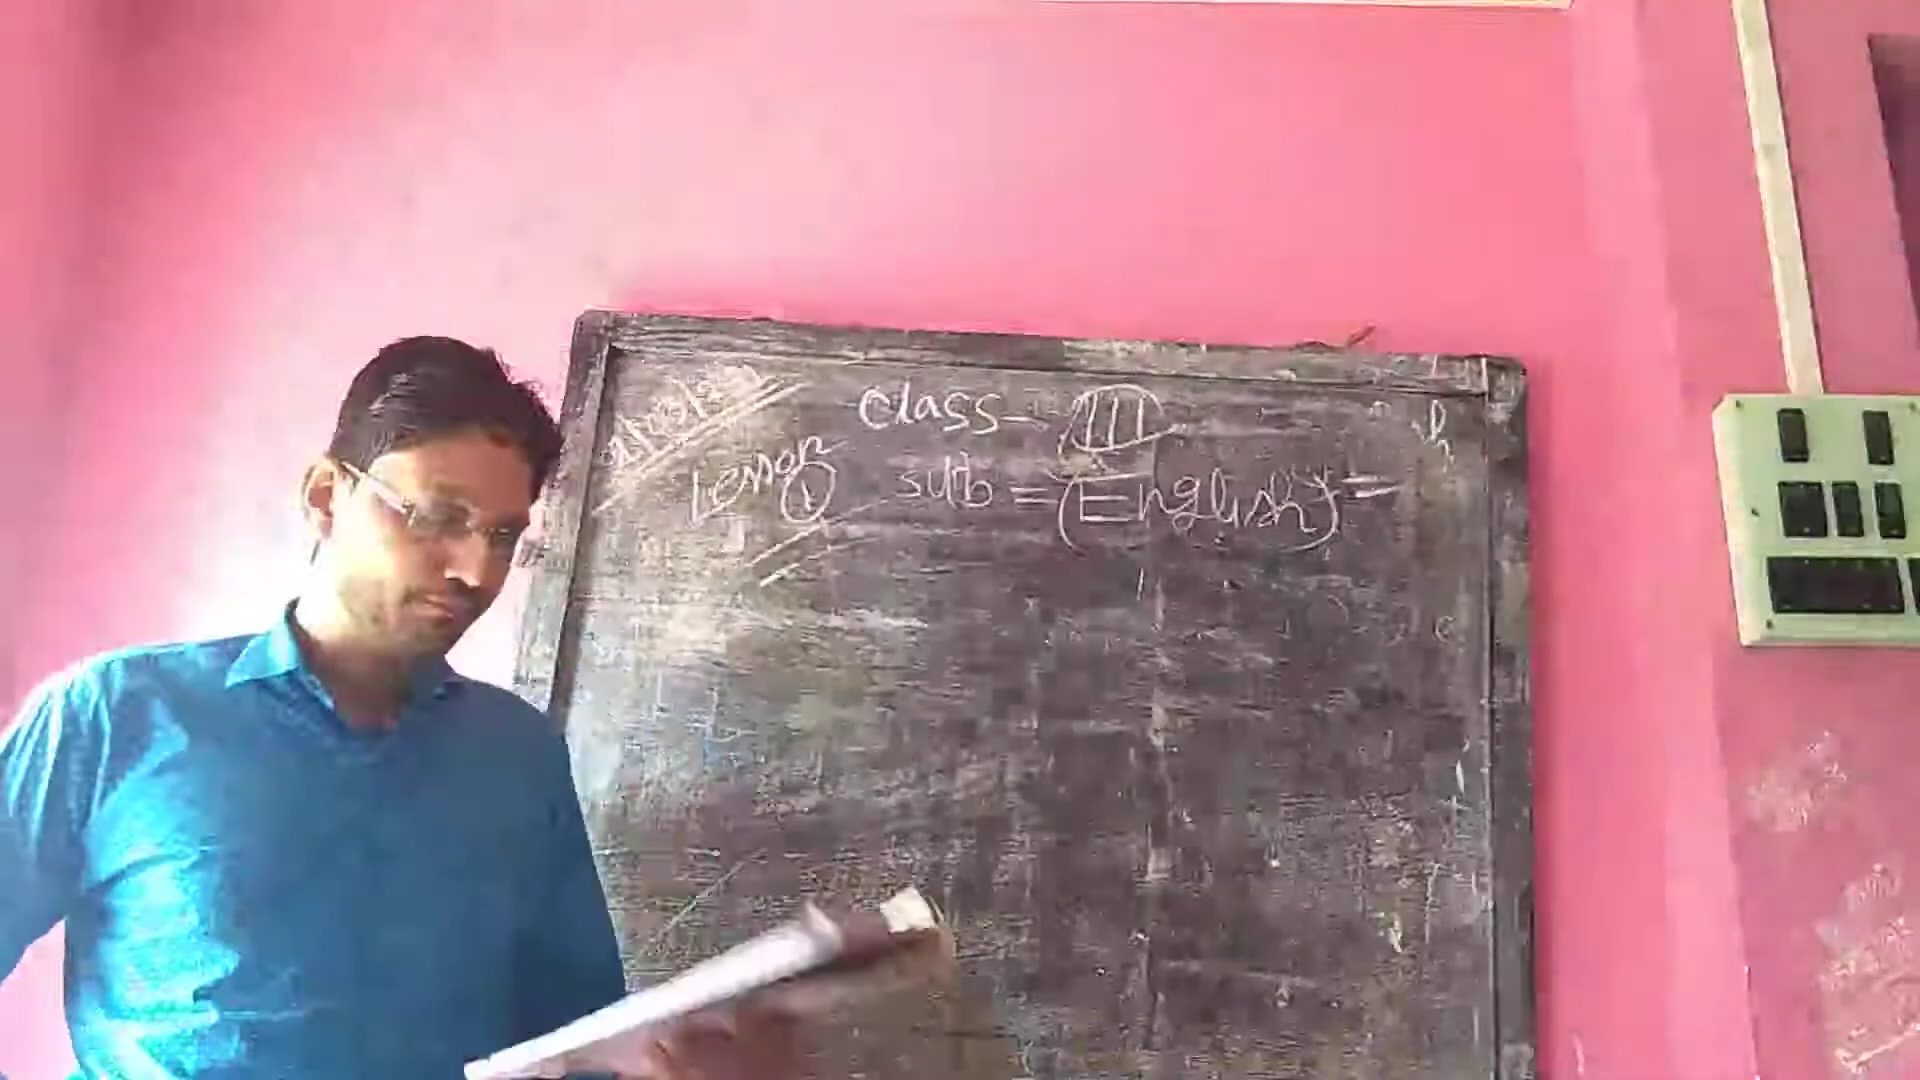 Class - III
Lesson 1
Sub = (English) =